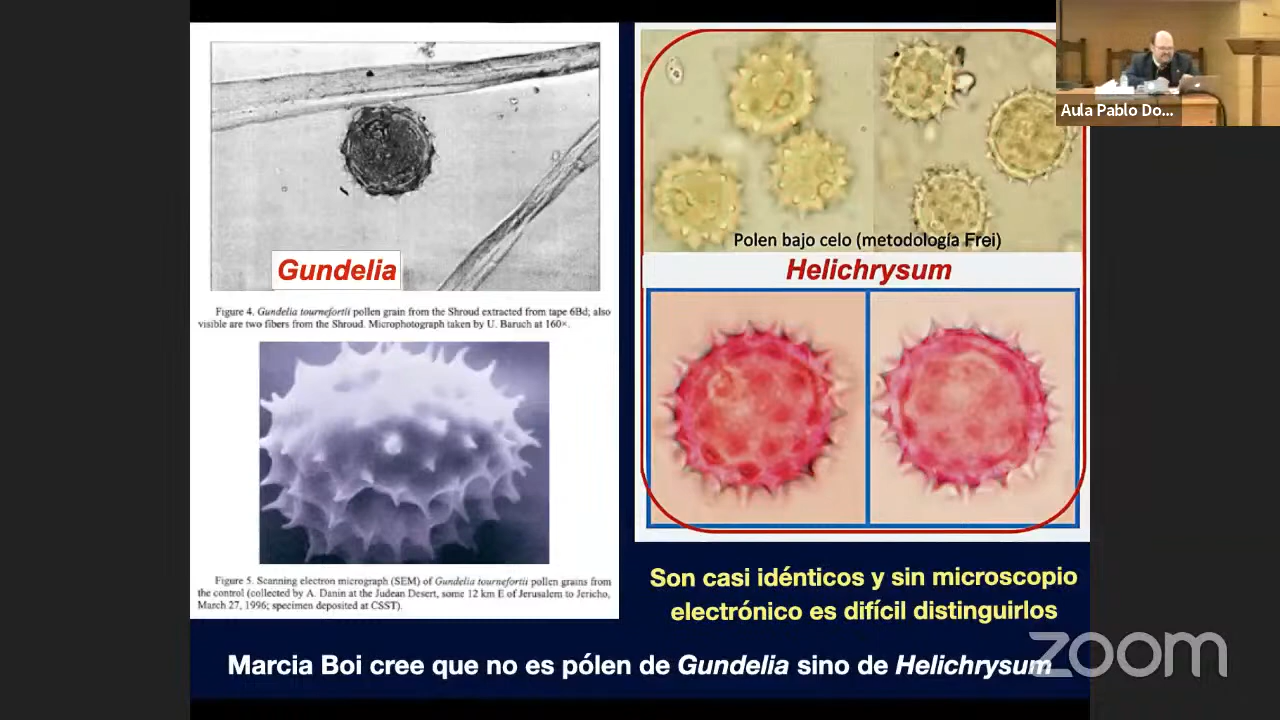 Gundelia
Figure 4. Gundelia tournefortii pollen grain from the Shroud extracted from tape 6Bd; also
visible are two fibers from the Shroud. Microphotograph taken by U. Baruch at 160×.
Figure 5. Scanning electron micrograph (SEM) of Gundelia tournefortii pollen grains from
the control (collected by A. Danin at the Judean Desert, some 12 km E of Jerusalem to Jericho,
March 27, 1996; specimen deposited at CSST).
Polen bajo celo (metodología Frei)
Helichrysum
Son casi idénticos y sin microscopio
electrónico es difícil distinguirlos
Marcia Boi cree que no es pólen de Gundelia sino de Helichrysum
Aula Pablo Do...
zoom